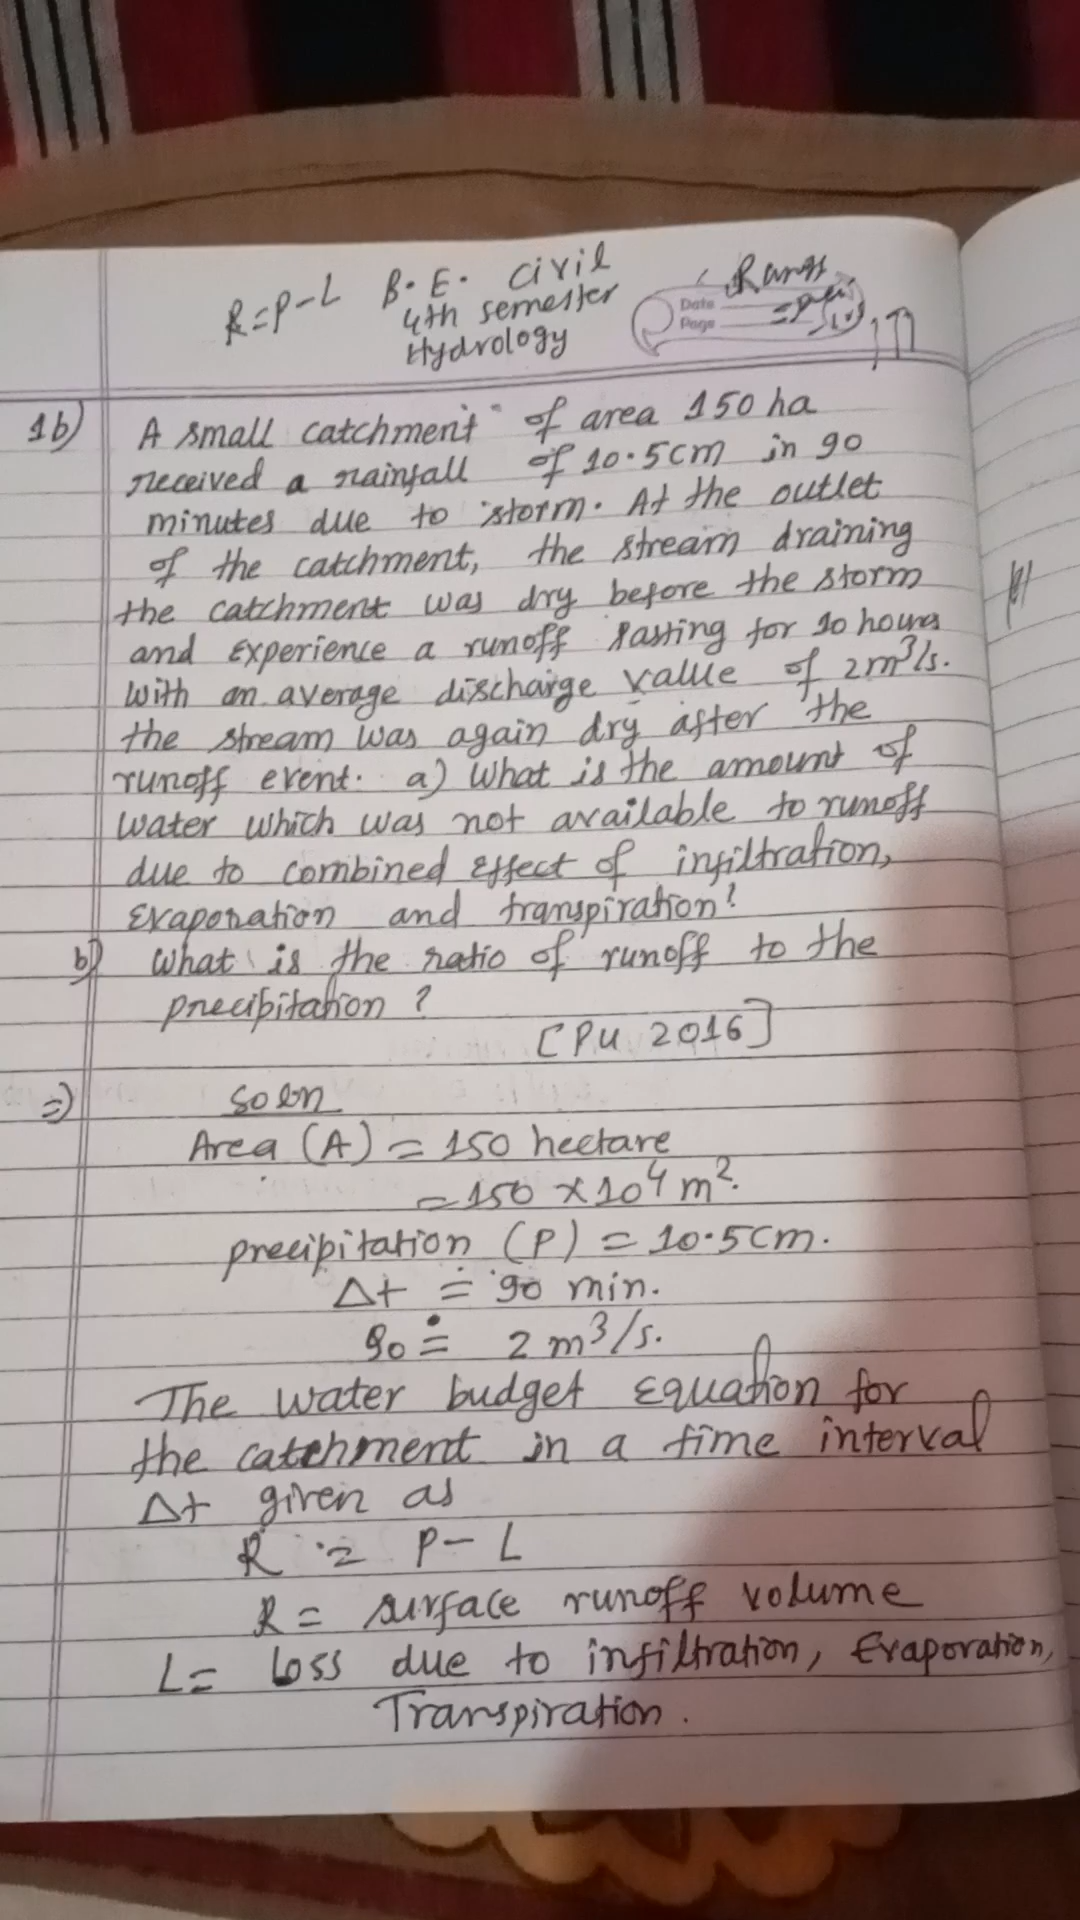 R=P-L B.E. Civil
4th semester
Hydrology
Date
Page
1b) A small catchment of area 150 ha
received a rainfall of 10.5cm in 90
minutes due to storm. At the outlet
of the catchment, the stream draining
the catchment was dry before the storm
and Experience a runoff lasting for 10 hours
with an average discharge value of 2m³/s.
the stream was again dry after the
runoff event. a) What is the amount of
water which was not available to runoff
due to combined Effect of infiltration,
Evaporation and transpiration?
b) What is the ratio of runoff to the
precipitation ?
[PU 2016]
=) Soln
Area (A) = 150 hectare
= 150 × 10⁴ m².
precipitation (P) = 10.5cm.
Δt = 90 min.
= 2 m³/s.
The water budget Equation for
the catchment in a time interval
Δt given as
R = P - L
R = surface runoff volume
L = Loss due to infiltration, Evaporation,
Transpiration.